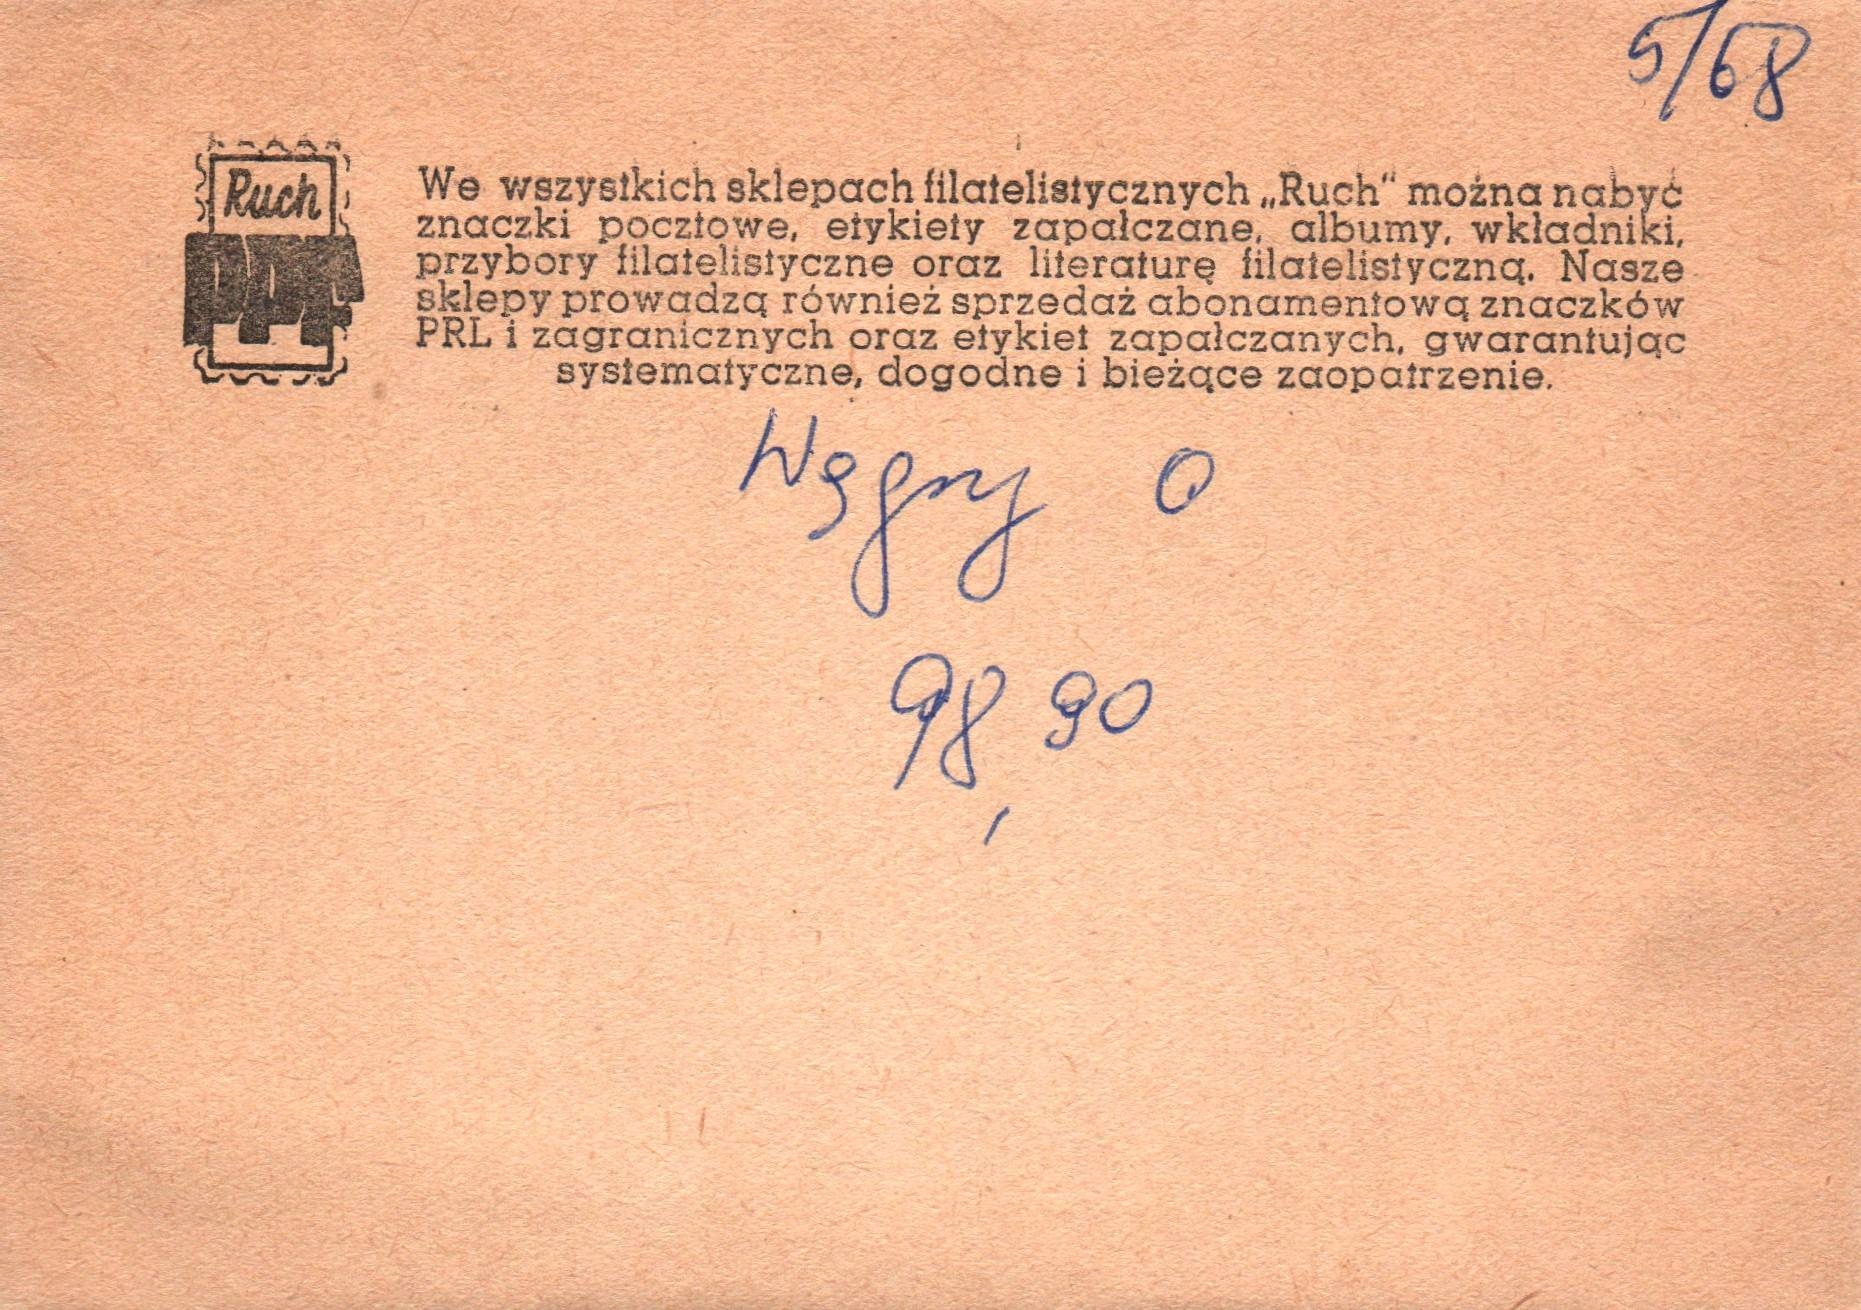 5/68
Ruch
PPF
We wszystkich sklepach filatelistycznych „Ruch“ można nabyć
znaczki pocztowe, etykiety zapałczane, albumy, wkładniki,
przybory filatelistyczne oraz literaturę filatelistyczną. Nasze
sklepy prowadzą również sprzedaż abonamentową znaczków
PRL i zagranicznych oraz etykiet zapałczanych, gwarantując
systematyczne, dogodne i bieżące zaopatrzenie.
Węgry O
98,90